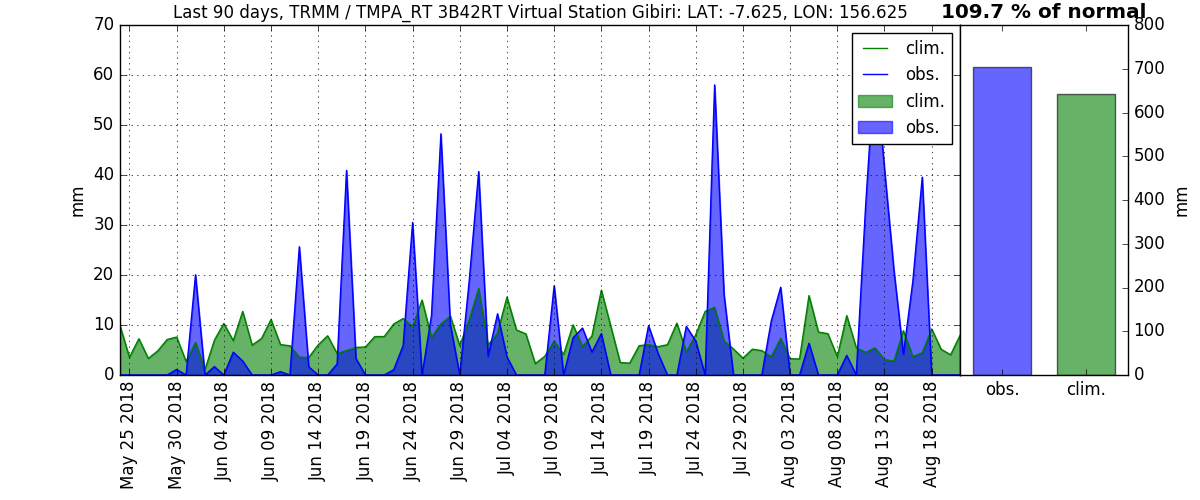 Last 90 days, TRMM / TMPA_RT 3B42RT Virtual Station Gibiri: LAT: -7.625, LON: 156.625
109.7 % of normal
70
60
50
40
30
20
10
0
mm
clim.
obs.
clim.
obs.
800
700
600
500
400
300
200
100
0
mm
May 25 2018
May 30 2018
Jun 04 2018
Jun 09 2018
Jun 14 2018
Jun 19 2018
Jun 24 2018
Jun 29 2018
Jul 04 2018
Jul 09 2018
Jul 14 2018
Jul 19 2018
Jul 24 2018
Jul 29 2018
Aug 03 2018
Aug 08 2018
Aug 13 2018
Aug 18 2018
obs.
clim.